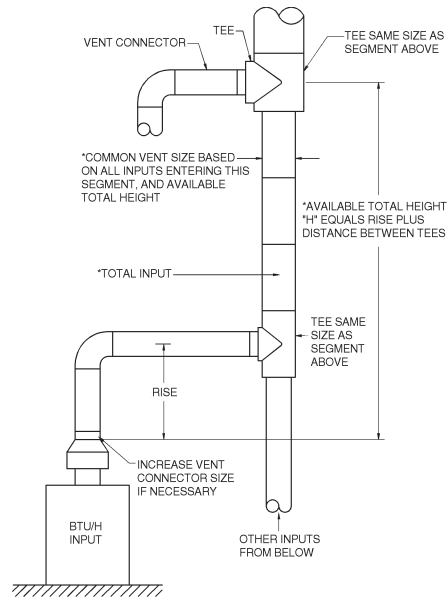 TEE
VENT CONNECTOR
TEE SAME SIZE AS
SEGMENT ABOVE
*COMMON VENT SIZE BASED
ON ALL INPUTS ENTERING THIS
SEGMENT, AND AVAILABLE
TOTAL HEIGHT
*AVAILABLE TOTAL HEIGHT
"H" EQUALS RISE PLUS
DISTANCE BETWEEN TEES
*TOTAL INPUT
TEE SAME
SIZE AS
SEGMENT
ABOVE
RISE
INCREASE VENT
CONNECTOR SIZE
IF NECESSARY
BTU/H
INPUT
OTHER INPUTS
FROM BELOW